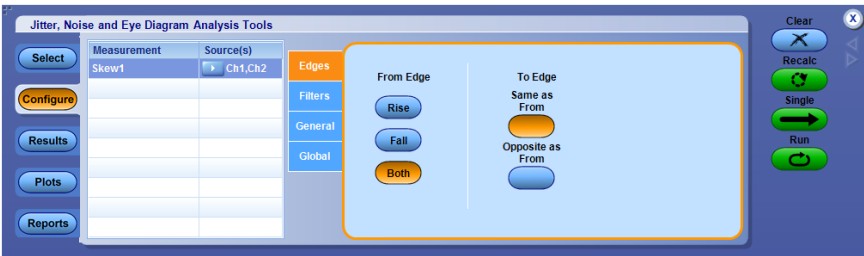 Jitter, Noise and Eye Diagram Analysis Tools
Clear
X
Select
Measurement Source(s)
Skew1 Ch1,Ch2
Recalc
Configure
Edges
Filters
General
Global
From Edge
To Edge
Rise
Fall
Both
Same as
From
Opposite as
From
Single
Results
Run
Plots
Reports